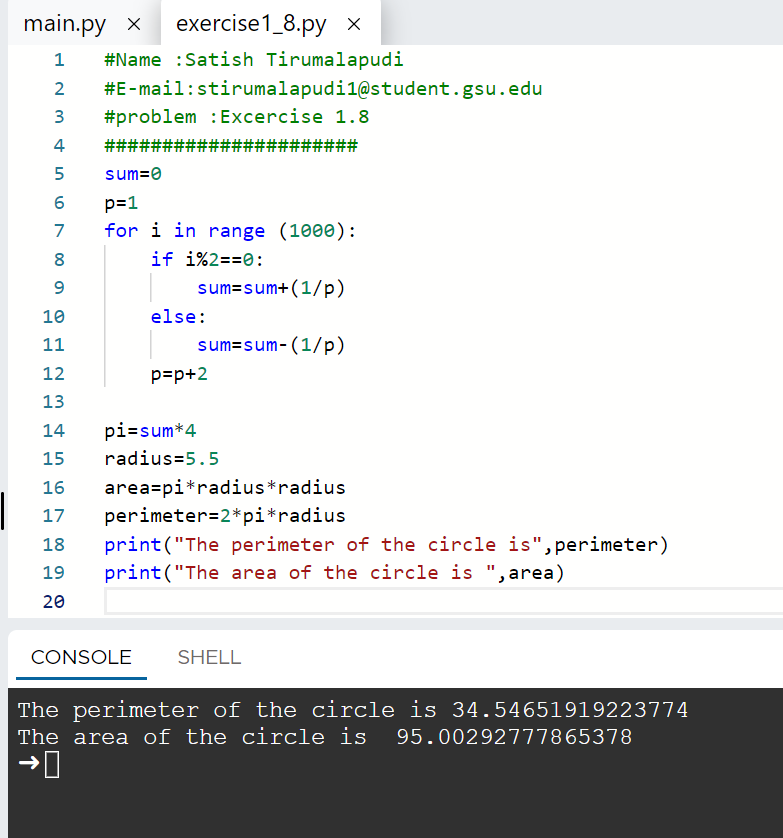 main.py × exercise1_8.py ×
1 #Name :Satish Tirumalapudi
2 #E-mail:stirumalapudi1@student.gsu.edu
3 #problem :Excercise 1.8
4 ######################
5 sum=0
6 p=1
7 for i in range (1000):
8     if i%2==0:
9         sum=sum+(1/p)
10     else:
11         sum=sum-(1/p)
12     p=p+2
13
14 pi=sum*4
15 radius=5.5
16 area=pi*radius*radius
17 perimeter=2*pi*radius
18 print("The perimeter of the circle is",perimeter)
19 print("The area of the circle is ",area)
20
CONSOLE SHELL
The perimeter of the circle is 34.54651919223774
The area of the circle is  95.00292777865378
➜